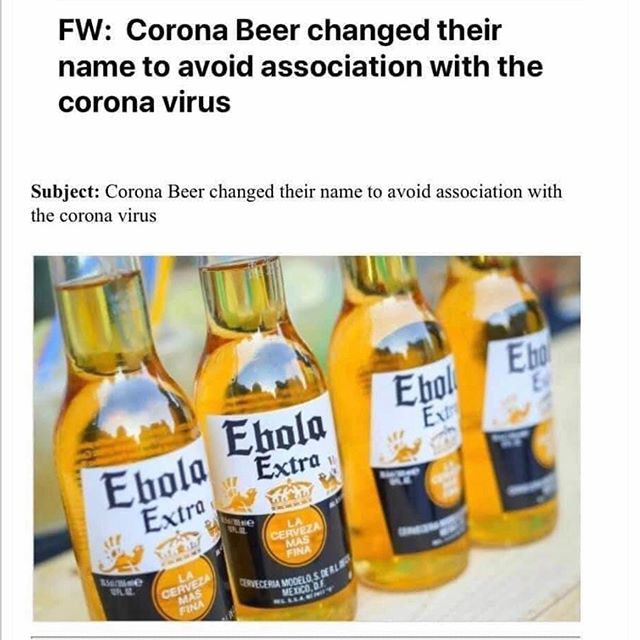 FW: Corona Beer changed their
name to avoid association with the
corona virus
Subject: Corona Beer changed their name to avoid association with
the corona virus
Ebola
Extra
LA
CERVEZA
MAS
FINA
Ebola
Extra
LA
CERVEZA
MAS
FINA
CERVECERIA MODELO, S. DE R.L.
MEXICO, D.F.
Ebol
Ext
Ebo
E